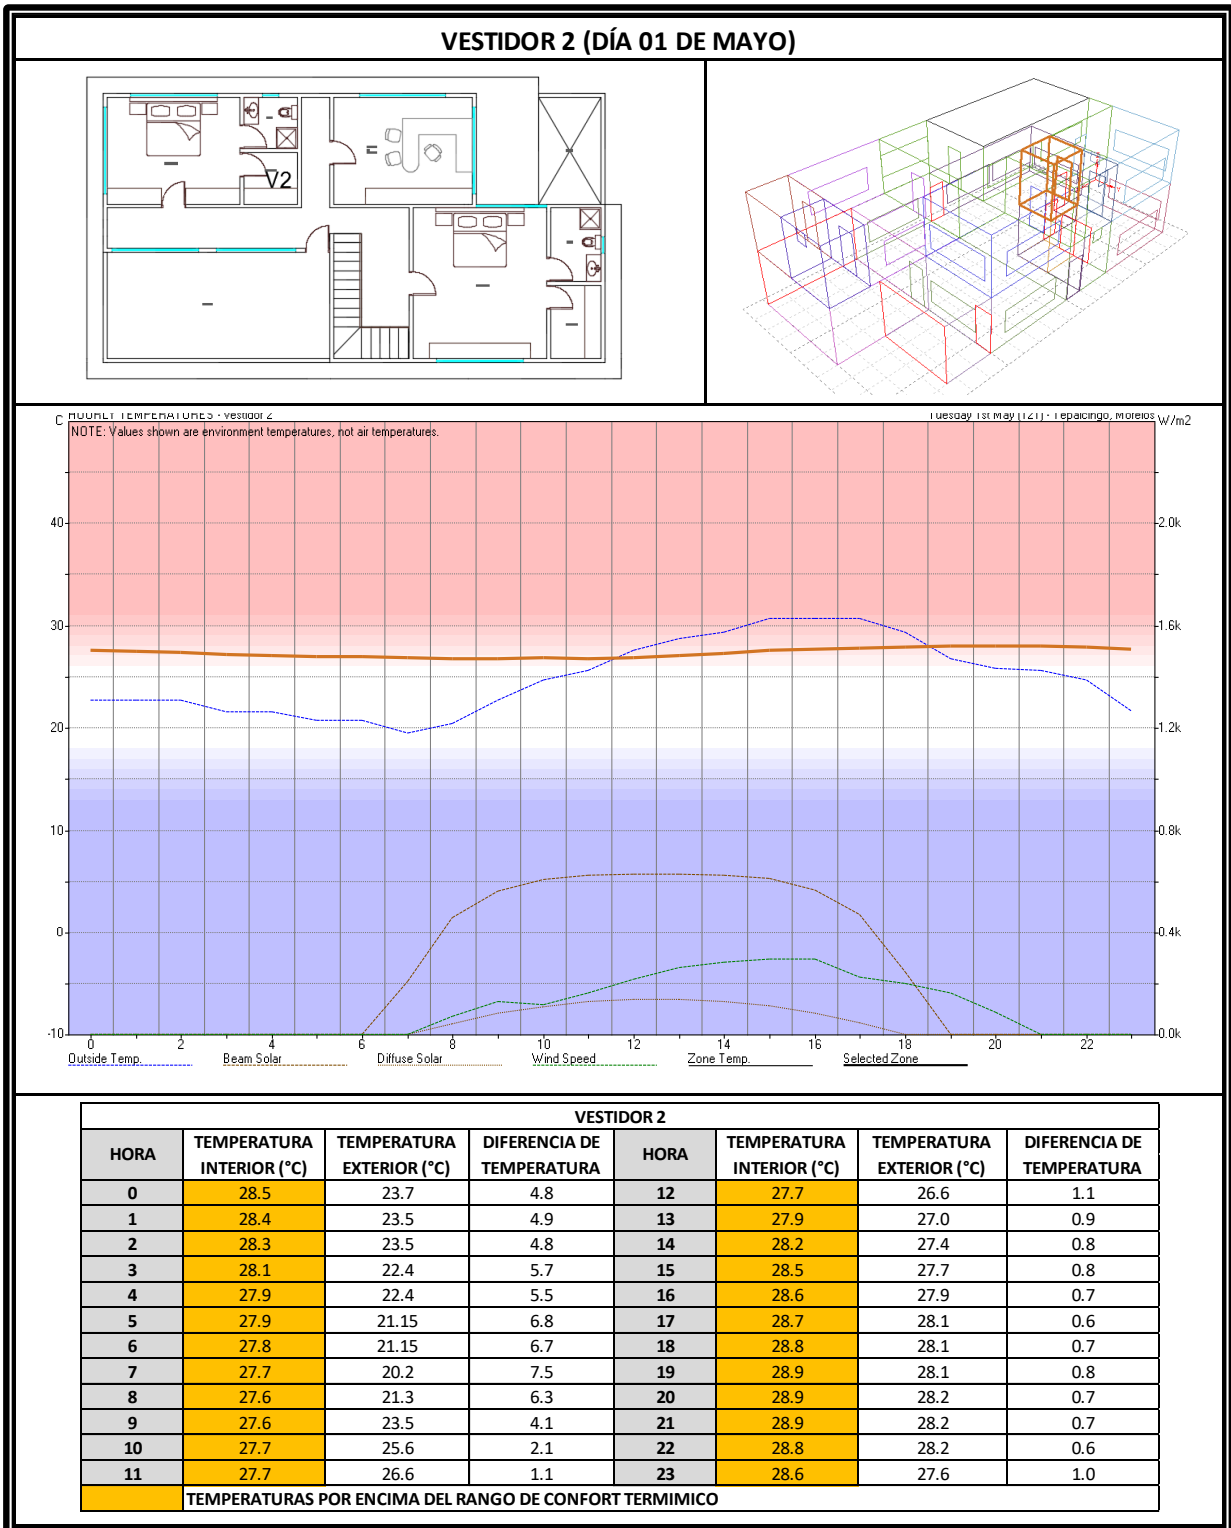 VESTIDOR 2 (DÍA 01 DE MAYO)
V2
C HOURLY TEMPERATURES - Vestidor 2 Tuesday 1st May (121) - Tepalcingo, Morelos W/m2
NOTE: Values shown are environment temperatures, not air temperatures.
40 2.0k
30 1.6k
20 1.2k
10 0.8k
0 0.4k
-10 0.0k
0 2 4 6 8 10 12 14 16 18 20 22
Outside Temp. Beam Solar Diffuse Solar Wind Speed Zone Temp. Selected Zone
VESTIDOR 2
HORA TEMPERATURA INTERIOR (°C) TEMPERATURA EXTERIOR (°C) DIFERENCIA DE TEMPERATURA HORA TEMPERATURA INTERIOR (°C) TEMPERATURA EXTERIOR (°C) DIFERENCIA DE TEMPERATURA
0 28.5 23.7 4.8 12 27.7 26.6 1.1
1 28.4 23.5 4.9 13 27.9 27.0 0.9
2 28.3 23.5 4.8 14 28.2 27.4 0.8
3 28.1 22.4 5.7 15 28.5 27.7 0.8
4 27.9 22.4 5.5 16 28.6 27.9 0.7
5 27.9 21.15 6.8 17 28.7 28.1 0.6
6 27.8 21.15 6.7 18 28.8 28.1 0.7
7 27.7 20.2 7.5 19 28.9 28.1 0.8
8 27.6 21.3 6.3 20 28.9 28.2 0.7
9 27.6 23.5 4.1 21 28.9 28.2 0.7
10 27.7 25.6 2.1 22 28.8 28.2 0.6
11 27.7 26.6 1.1 23 28.6 27.6 1.0
TEMPERATURAS POR ENCIMA DEL RANGO DE CONFORT TERMIMICO